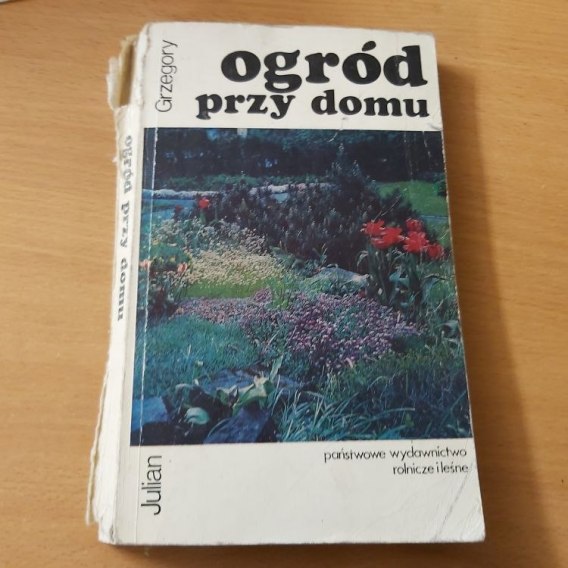 ogród
przy domu
Julian
Grzegory
państwowe wydawnictwo
rolnicze i leśne
ogród przy domu